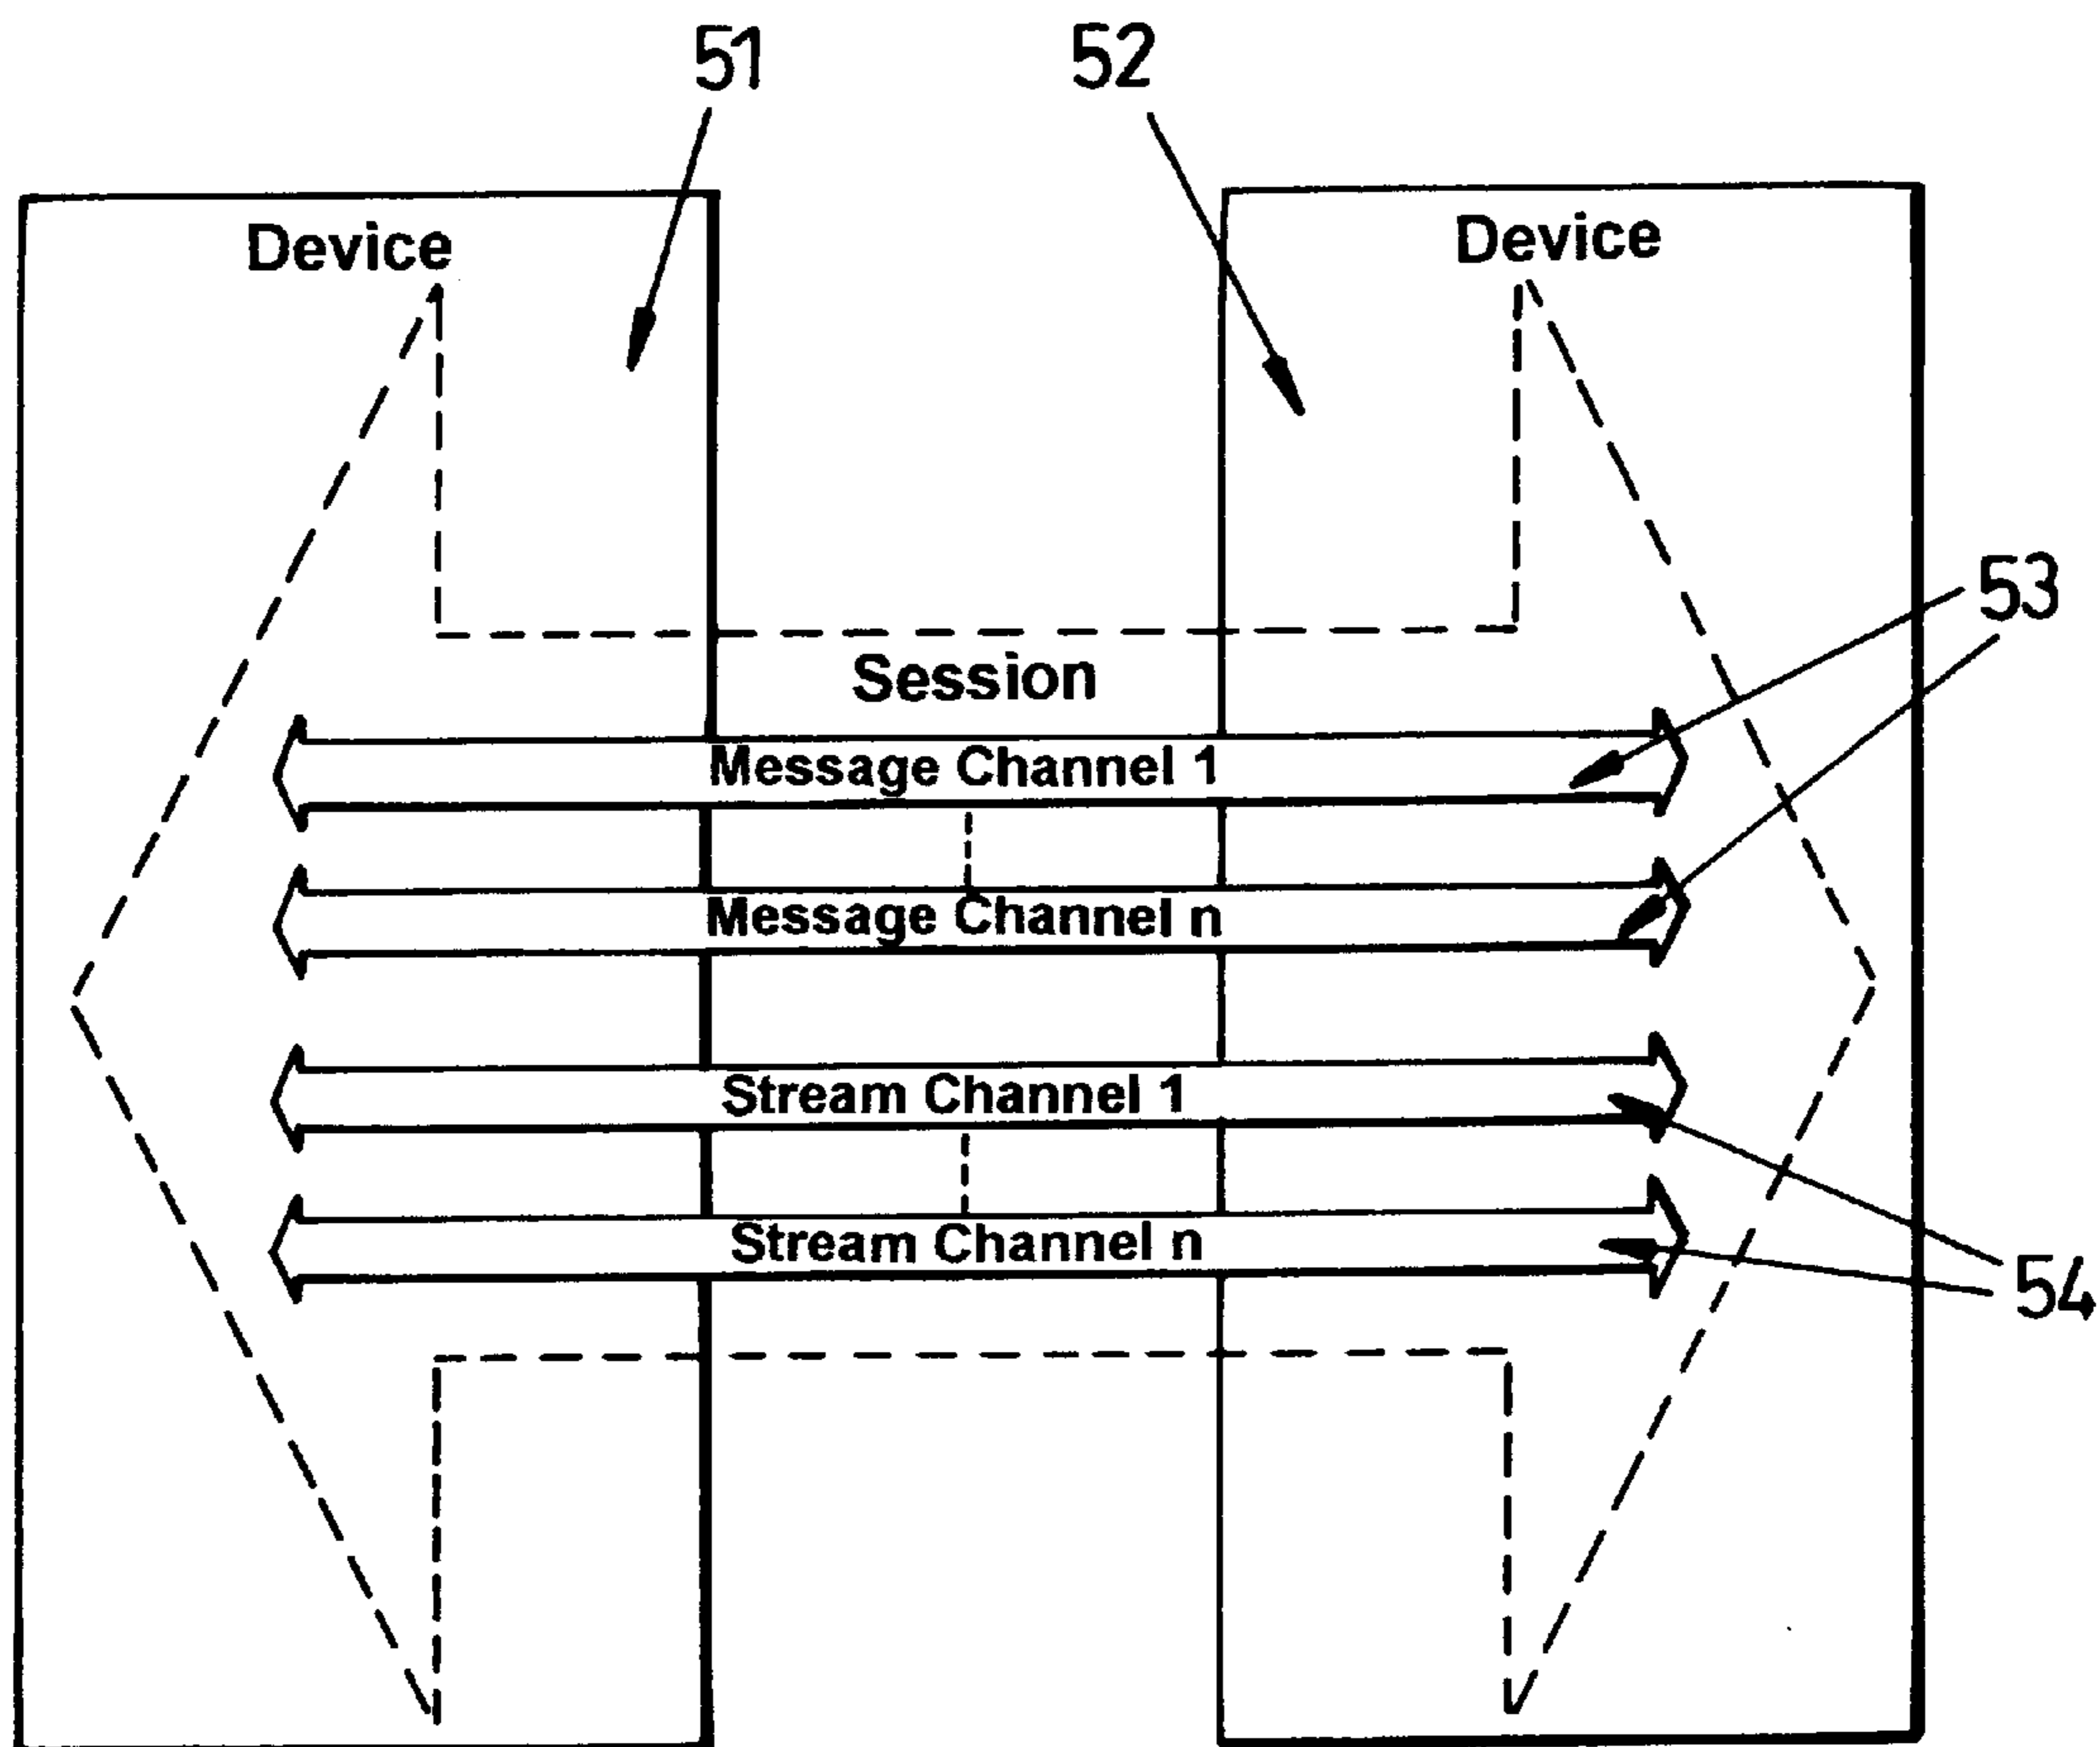 51
52
Device
Device
53
Session
Message Channel 1
Message Channel n
Stream Channel 1
Stream Channel n
54